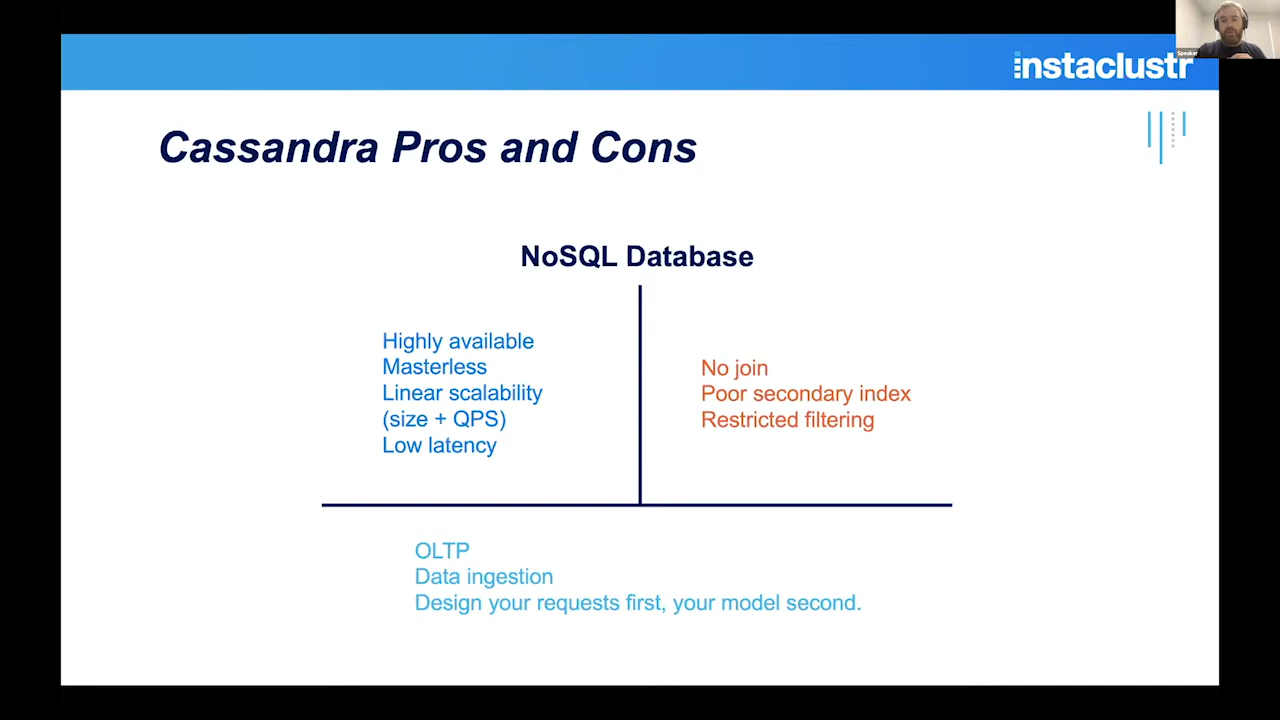 Speaker
instaclustr
Cassandra Pros and Cons
NoSQL Database
Highly available
Masterless
Linear scalability
(size + QPS)
Low latency
No join
Poor secondary index
Restricted filtering
OLTP
Data ingestion
Design your requests first, your model second.